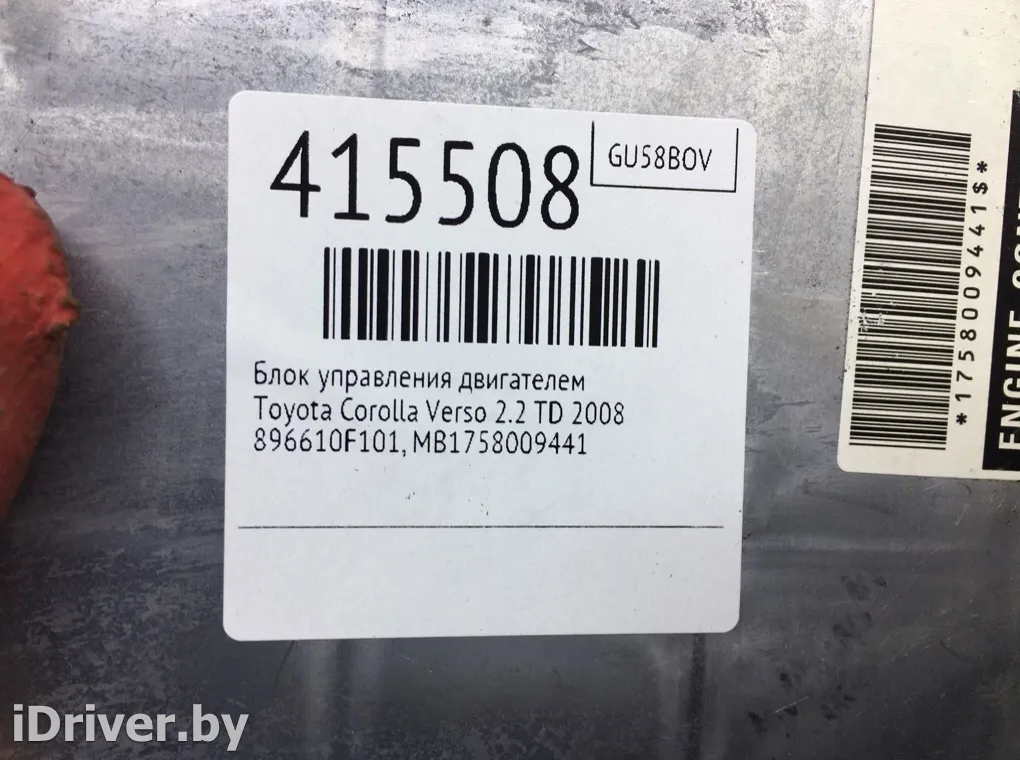 415508
GU58BOV
Блок управления двигателем
Toyota Corolla Verso 2.2 TD 2008
896610F101, MB1758009441
*1758009441$*
ENGINE
iDriver.by